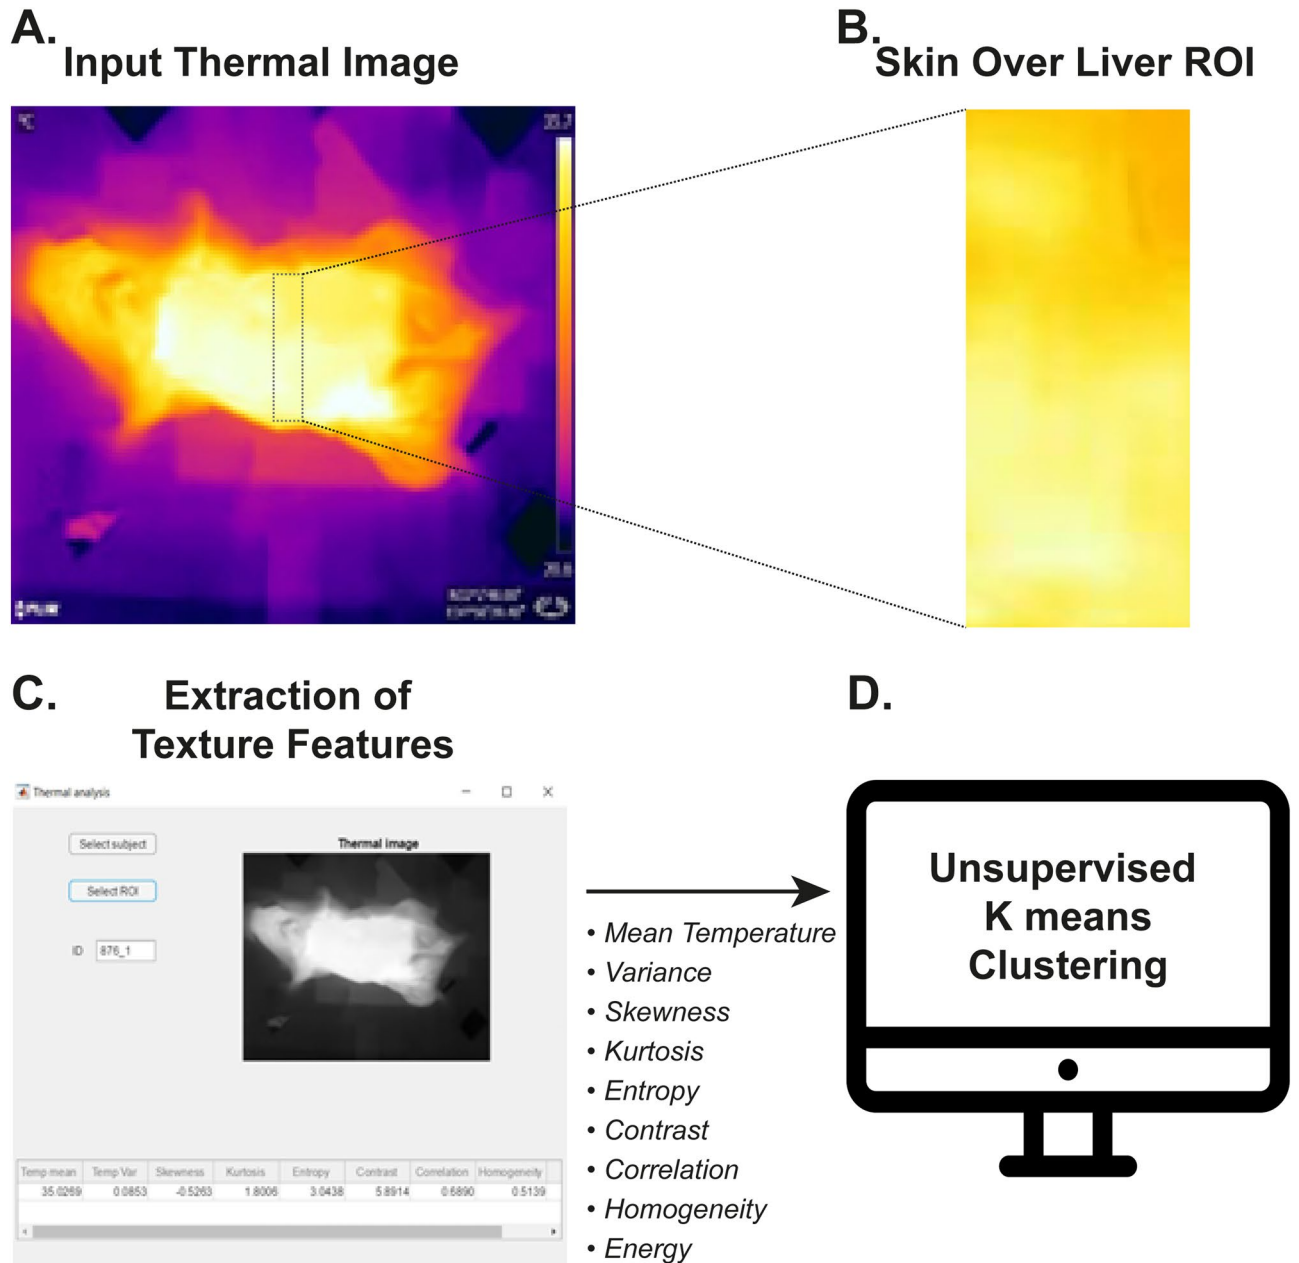 A.
Input Thermal Image
B.
Skin Over Liver ROI
°C
35.7
C.
Extraction of
Texture Features
Thermal analysis
Select subject
Select ROI
ID 876_1
Thermal image
Temp mean Temp Var Skewness Kurtosis Entropy Contrast Correlation Homogeneity
35.0269 0.0853 -0.5263 1.8006 3.0438 5.8914 0.6890 0.5139
• Mean Temperature
• Variance
• Skewness
• Kurtosis
• Entropy
• Contrast
• Correlation
• Homogeneity
• Energy
D.
Unsupervised
K means
Clustering